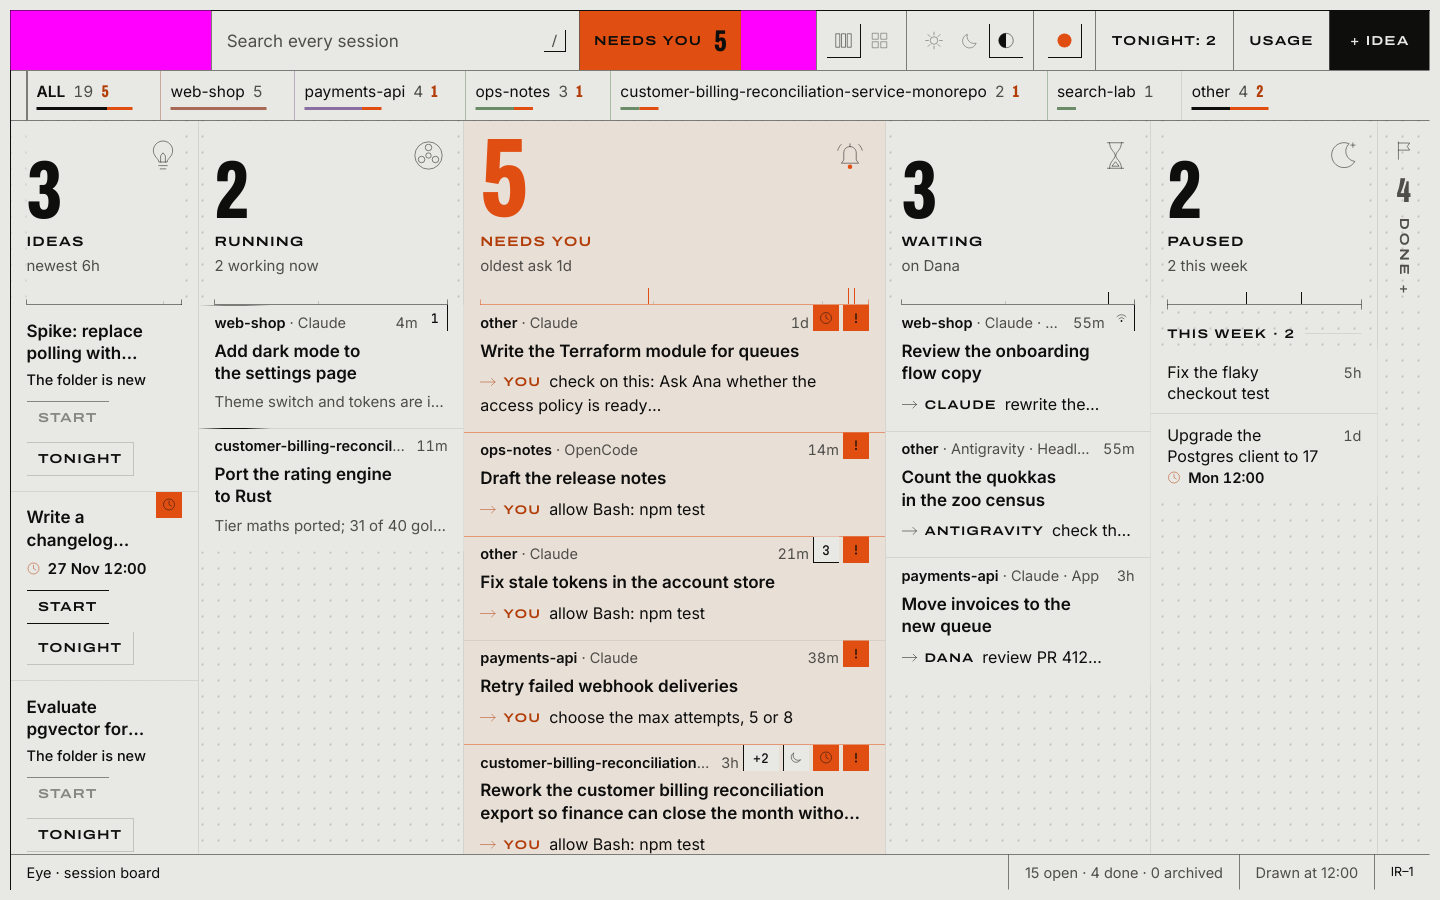 Search every session /
NEEDS YOU 5
TONIGHT: 2
USAGE
+ IDEA
ALL 19 5
web-shop 5
payments-api 4 1
ops-notes 3 1
customer-billing-reconciliation-service-monorepo 2 1
search-lab 1
other 4 2
3
IDEAS
newest 6h
Spike: replace
polling with…
The folder is new
START
TONIGHT
Write a
changelog…
27 Nov 12:00
START
TONIGHT
Evaluate
pgvector for…
The folder is new
START
TONIGHT
2
RUNNING
2 working now
web-shop · Claude 4m 1
Add dark mode to
the settings page
Theme switch and tokens are i…
customer-billing-reconcil… 11m
Port the rating engine
to Rust
Tier maths ported; 31 of 40 gol…
5
NEEDS YOU
oldest ask 1d
other · Claude 1d !
Write the Terraform module for queues
→ YOU check on this: Ask Ana whether the
access policy is ready…
ops-notes · OpenCode 14m !
Draft the release notes
→ YOU allow Bash: npm test
other · Claude 21m 3 !
Fix stale tokens in the account store
→ YOU allow Bash: npm test
payments-api · Claude 38m !
Retry failed webhook deliveries
→ YOU choose the max attempts, 5 or 8
customer-billing-reconciliation… 3h +2 !
Rework the customer billing reconciliation
export so finance can close the month witho…
→ YOU allow Bash: npm test
3
WAITING
on Dana
web-shop · Claude · … 55m
Review the onboarding
flow copy
→ CLAUDE rewrite the…
other · Antigravity · Headl… 55m
Count the quokkas
in the zoo census
→ ANTIGRAVITY check th…
payments-api · Claude · App 3h
Move invoices to the
new queue
→ DANA review PR 412…
2
PAUSED
2 this week
THIS WEEK · 2
Fix the flaky 5h
checkout test
Upgrade the 1d
Postgres client to 17
Mon 12:00
4 DONE +
Eye · session board
15 open · 4 done · 0 archived
Drawn at 12:00
IR–1